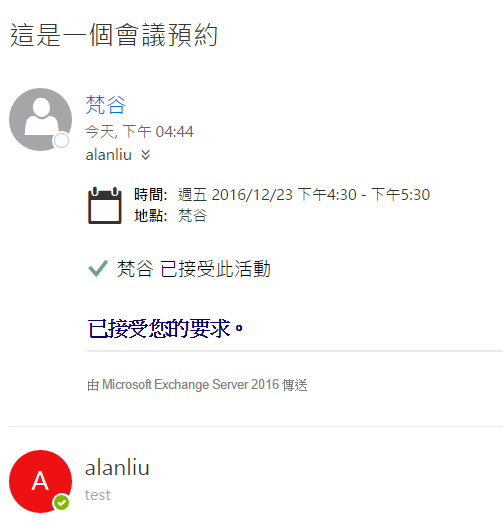 這是一個會議預約
梵谷
今天, 下午 04:44
alanliu
時間: 週五 2016/12/23 下午4:30 - 下午5:30
地點: 梵谷
梵谷 已接受此活動
已接受您的要求。
由 Microsoft Exchange Server 2016 傳送
A
alanliu
test